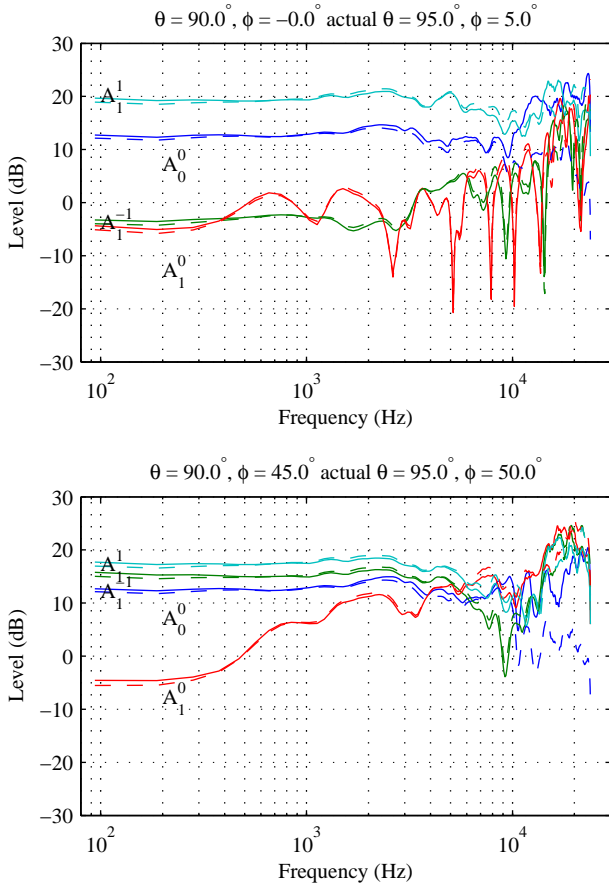 θ = 90.0°, ϕ = −0.0° actual θ = 95.0°, ϕ = 5.0°
30
20
10
0
−10
−20
−30
Level (dB)
A₁¹
A₀⁰
A₁⁻¹
A₁⁰
10² 10³ 10⁴
Frequency (Hz)
θ = 90.0°, ϕ = 45.0° actual θ = 95.0°, ϕ = 50.0°
30
20
10
0
−10
−20
−30
Level (dB)
A₁¹
A₁⁻¹
A₀⁰
A₁⁰
10² 10³ 10⁴
Frequency (Hz)